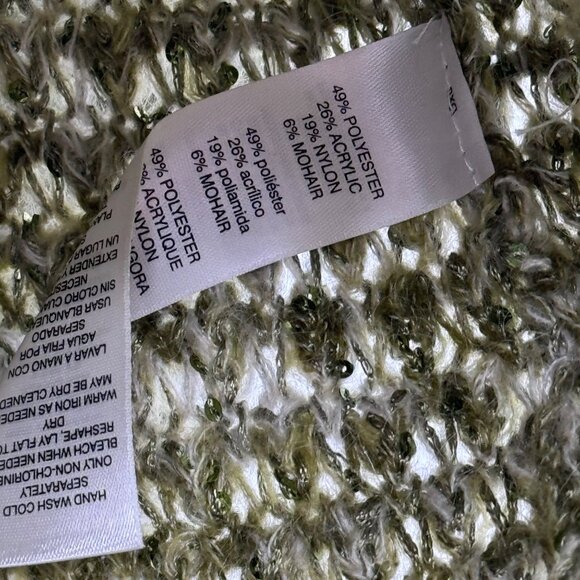 49% POLYESTER
26% ACRYLIC
19% NYLON
6% MOHAIR
49% poliéster
26% acrílico
19% poliamida
6% MOHAIR
49% POLYESTER
ACRYLIQUE
NYLON
HAND WASH COLD
SEPARATELY
ONLY NON-CHLORINE
BLEACH WHEN NEEDED
RESHAPE, LAY FLAT TO
DRY
WARM IRON AS NEEDED
MAY BE DRY CLEANED
LAVAR A MANO CON
AGUA FRIA POR
SEPARADO
USAR BLANQUE
SIN CLORO CUA
NECES
EXTENDER Y
UN LUGAR